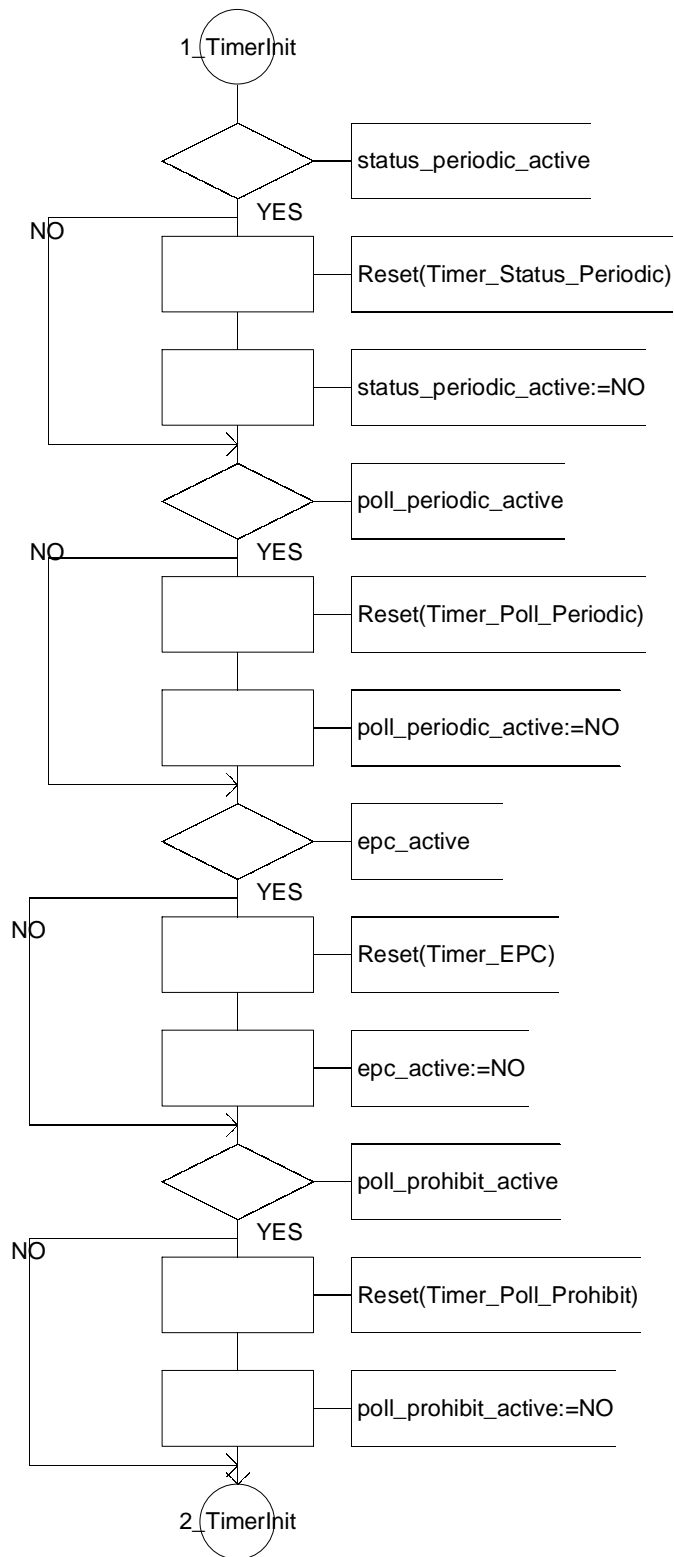 1_TimerInit
status_periodic_active
YES
NO
Reset(Timer_Status_Periodic)
status_periodic_active:=NO
poll_periodic_active
YES
NO
Reset(Timer_Poll_Periodic)
poll_periodic_active:=NO
epc_active
YES
NO
Reset(Timer_EPC)
epc_active:=NO
poll_prohibit_active
YES
NO
Reset(Timer_Poll_Prohibit)
poll_prohibit_active:=NO
2_TimerInit